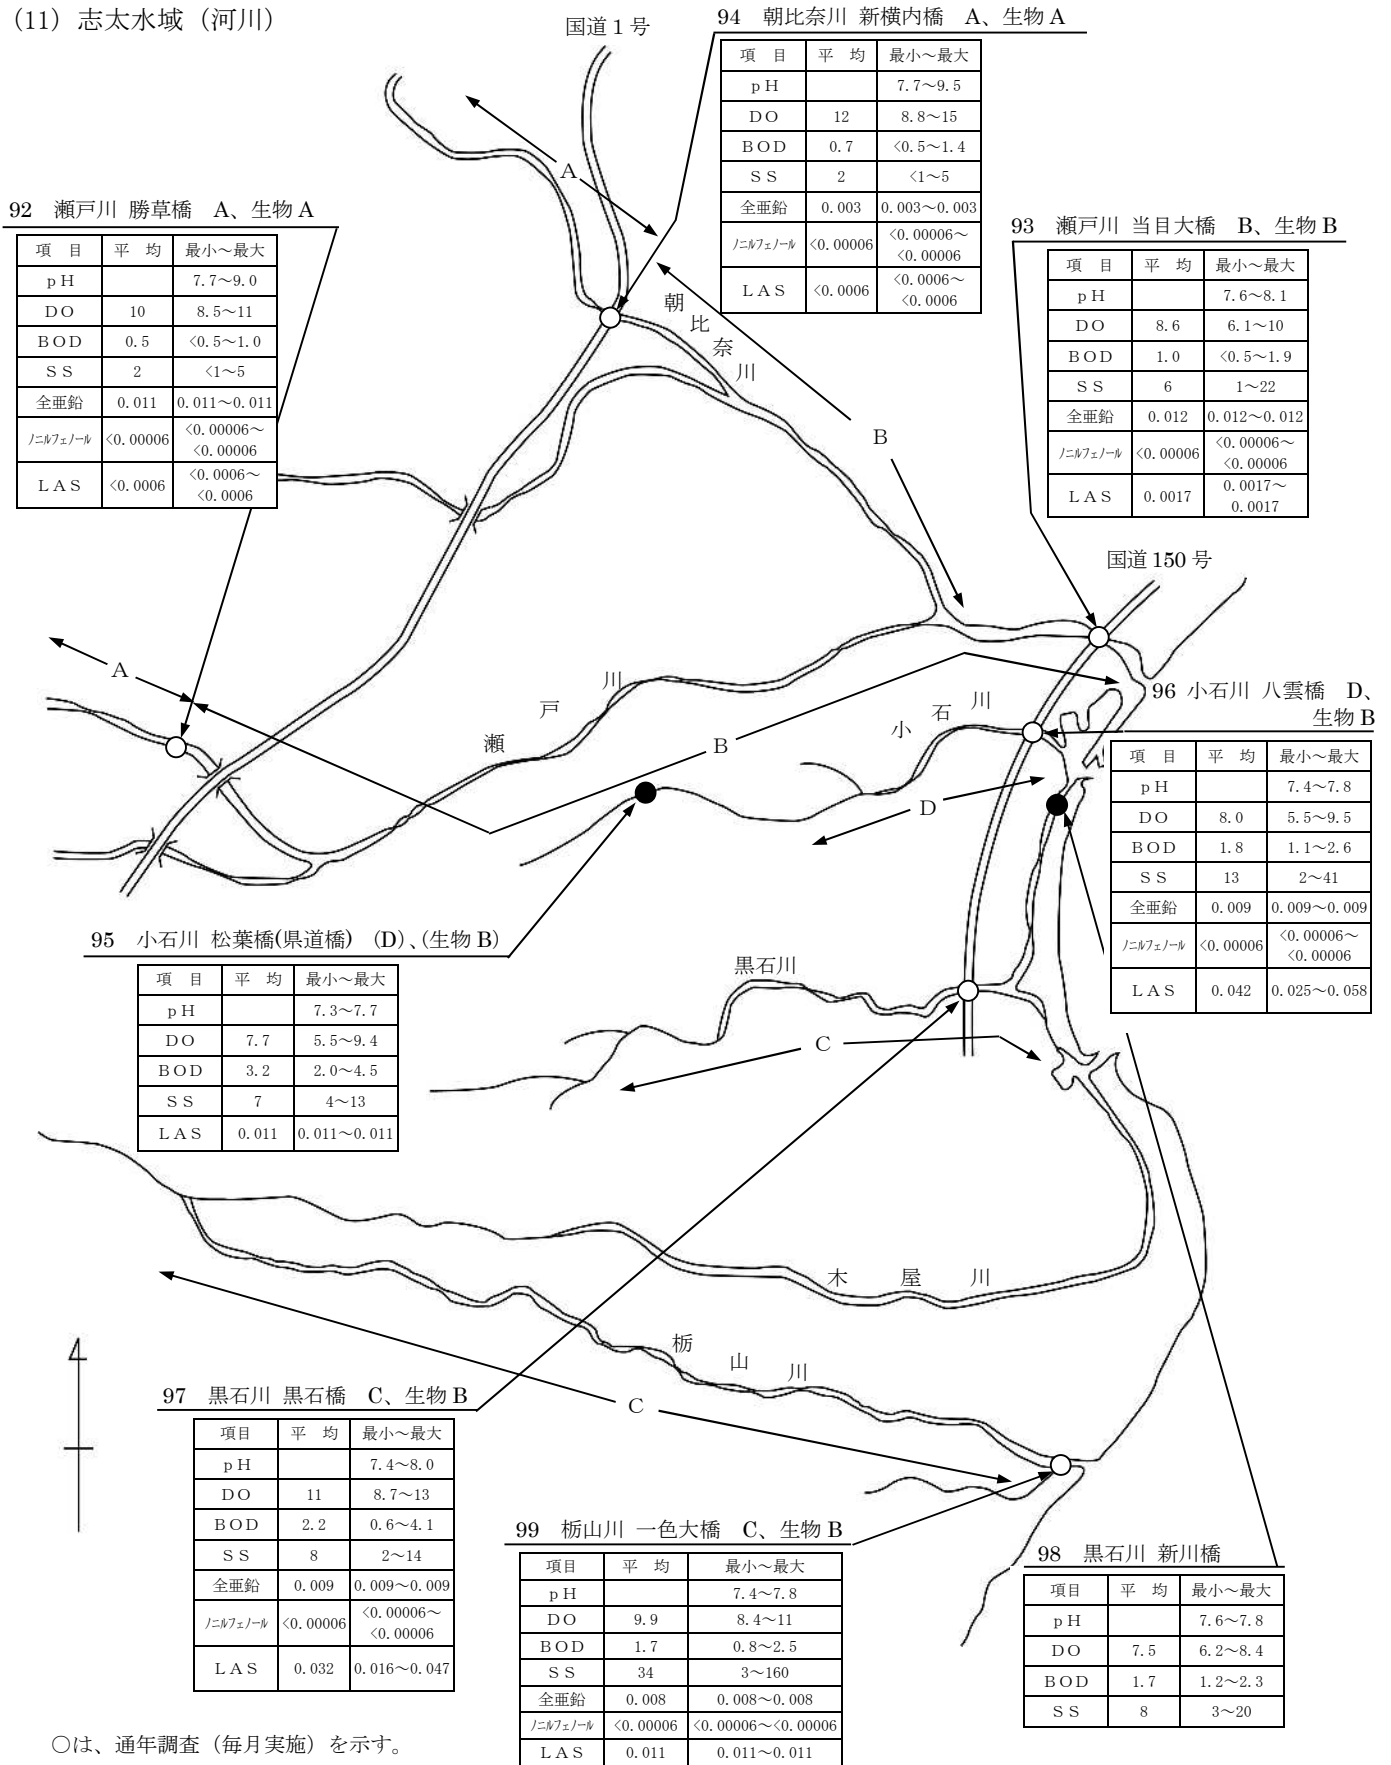 (11) 志太水域（河川）
国道１号
94 朝比奈川 新横内橋 A、生物 A
項 目 平 均 最小～最大
ｐＨ 7.7～9.5
ＤＯ 12 8.8～15
ＢＯＤ 0.7 <0.5～1.4
ＳＳ 2 <1～5
全亜鉛 0.003 0.003～0.003
ﾉﾆﾙﾌｪﾉｰﾙ <0.00006 <0.00006～
<0.00006
ＬＡＳ <0.0006 <0.0006～
<0.0006
92 瀬戸川 勝草橋 A、生物 A
項 目 平 均 最小～最大
ｐＨ 7.7～9.0
ＤＯ 10 8.5～11
ＢＯＤ 0.5 <0.5～1.0
ＳＳ 2 <1～5
全亜鉛 0.011 0.011～0.011
ﾉﾆﾙﾌｪﾉｰﾙ <0.00006 <0.00006～
<0.00006
ＬＡＳ <0.0006 <0.0006～
<0.0006
93 瀬戸川 当目大橋 B、生物 B
項 目 平 均 最小～最大
ｐＨ 7.6～8.1
ＤＯ 8.6 6.1～10
ＢＯＤ 1.0 <0.5～1.9
ＳＳ 6 1～22
全亜鉛 0.012 0.012～0.012
ﾉﾆﾙﾌｪﾉｰﾙ <0.00006 <0.00006～
<0.00006
ＬＡＳ 0.0017 0.0017～
0.0017
A
朝比奈川
B
国道 150 号
A
瀬戸川
B
小石川
D
96 小石川 八雲橋 D、
生物 B
項 目 平 均 最小～最大
ｐＨ 7.4～7.8
ＤＯ 8.0 5.5～9.5
ＢＯＤ 1.8 1.1～2.6
ＳＳ 13 2～41
全亜鉛 0.009 0.009～0.009
ﾉﾆﾙﾌｪﾉｰﾙ <0.00006 <0.00006～
<0.00006
ＬＡＳ 0.042 0.025～0.058
95 小石川 松葉橋(県道橋) (D)､(生物 B)
項 目 平 均 最小～最大
ｐＨ 7.3～7.7
ＤＯ 7.7 5.5～9.4
ＢＯＤ 3.2 2.0～4.5
ＳＳ 7 4～13
ＬＡＳ 0.011 0.011～0.011
黒石川
C
木屋川
栃山川
C
97 黒石川 黒石橋 C、生物 B
項目 平 均 最小～最大
ｐＨ 7.4～8.0
ＤＯ 11 8.7～13
ＢＯＤ 2.2 0.6～4.1
ＳＳ 8 2～14
全亜鉛 0.009 0.009～0.009
ﾉﾆﾙﾌｪﾉｰﾙ <0.00006 <0.00006～
<0.00006
ＬＡＳ 0.032 0.016～0.047
99 栃山川 一色大橋 C、生物 B
項目 平 均 最小～最大
ｐＨ 7.4～7.8
ＤＯ 9.9 8.4～11
ＢＯＤ 1.7 0.8～2.5
ＳＳ 34 3～160
全亜鉛 0.008 0.008～0.008
ﾉﾆﾙﾌｪﾉｰﾙ <0.00006 <0.00006～<0.00006
ＬＡＳ 0.011 0.011～0.011
98 黒石川 新川橋
項目 平 均 最小～最大
ｐＨ 7.6～7.8
ＤＯ 7.5 6.2～8.4
ＢＯＤ 1.7 1.2～2.3
ＳＳ 8 3～20
○は、通年調査（毎月実施）を示す。